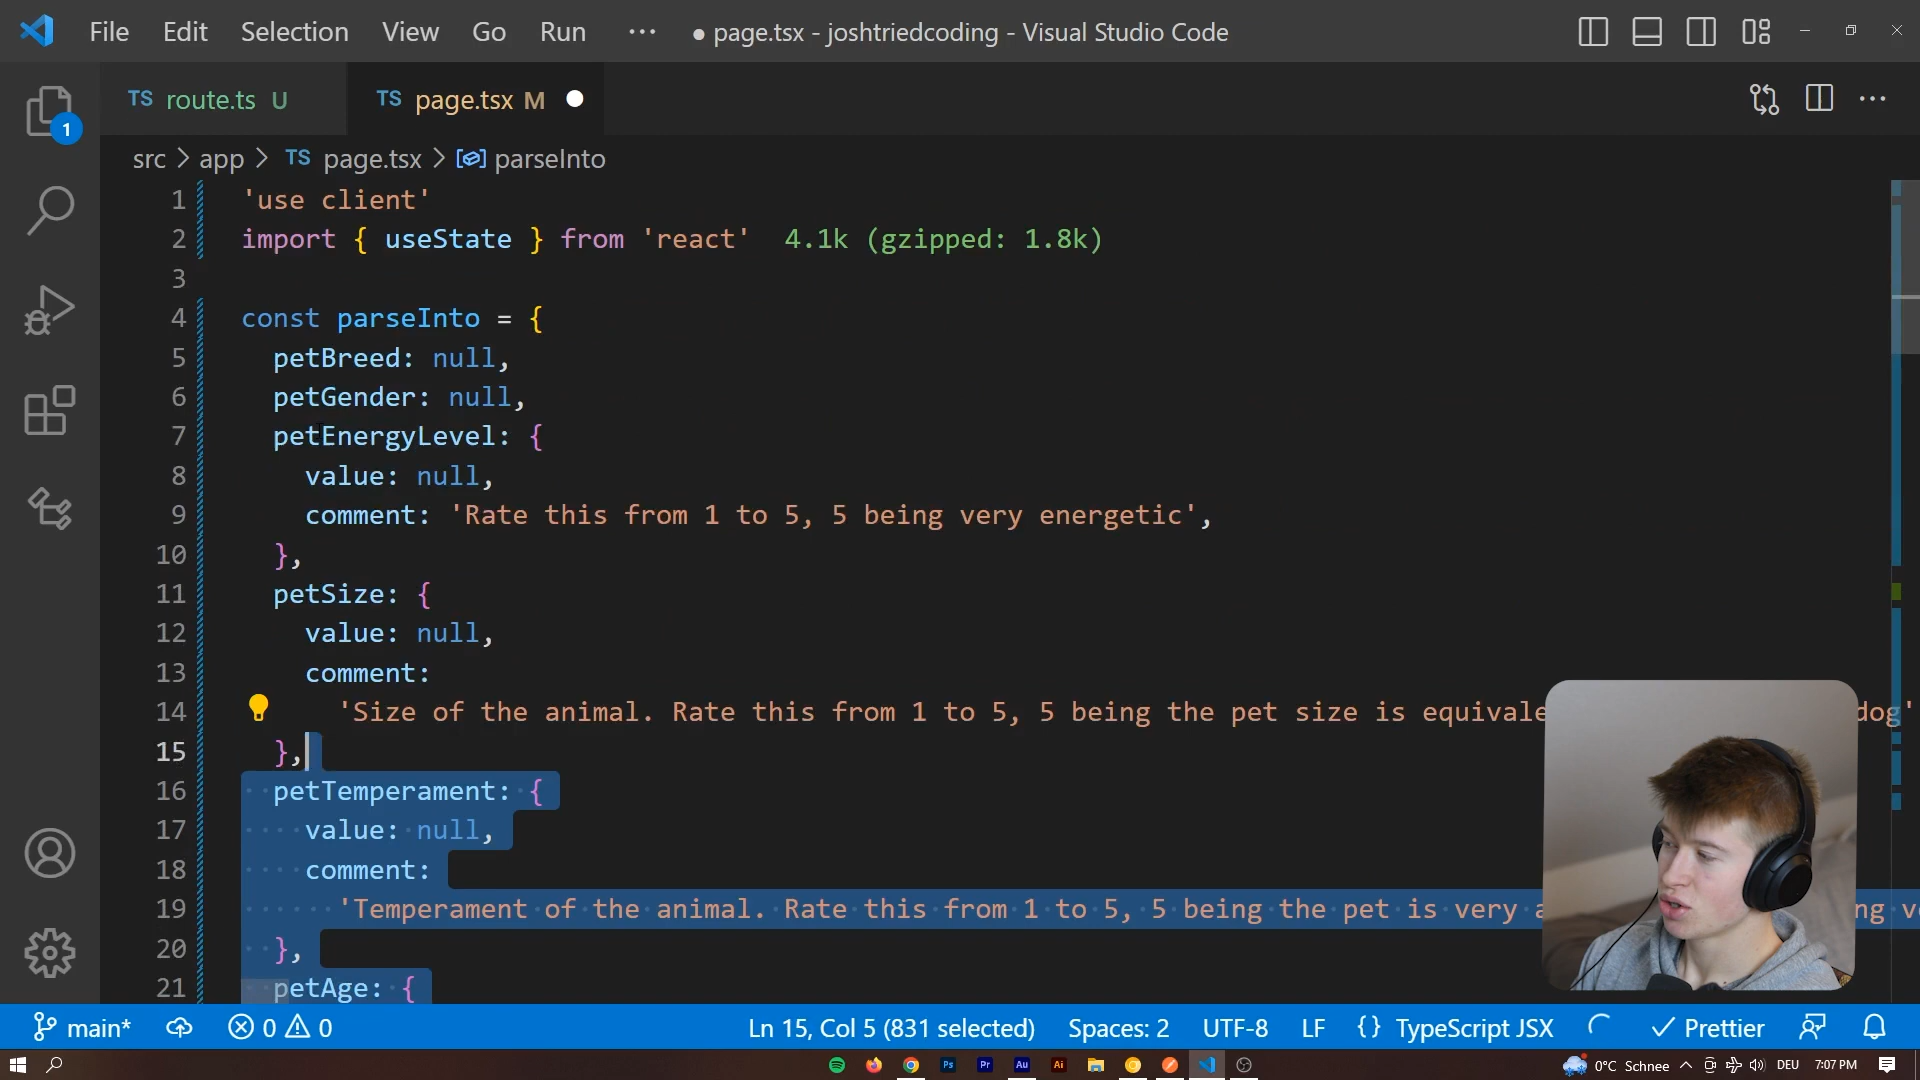 File Edit Selection View Go Run ··· ● page.tsx - joshtriedcoding - Visual Studio Code
TS route.ts U TS page.tsx M
1
src > app > TS page.tsx > parseInto
1 'use client'
2 import { useState } from 'react' 4.1k (gzipped: 1.8k)
3
4 const parseInto = {
5 petBreed: null,
6 petGender: null,
7 petEnergyLevel: {
8 value: null,
9 comment: 'Rate this from 1 to 5, 5 being very energetic',
10 },
11 petSize: {
12 value: null,
13 comment:
14 'Size of the animal. Rate this from 1 to 5, 5 being the pet size is dog'
15 },
16 petTemperament: {
17 value: null,
18 comment:
19 'Temperament of the animal. Rate this from 1 to 5, 5 being the pet is very
20 },
21 petAge: {
main* 0 0 Ln 15, Col 5 (831 selected) Spaces: 2 UTF-8 LF {} TypeScript JSX Prettier
Ps Pr Au Ai 0°C Schnee DEU 7:07 PM